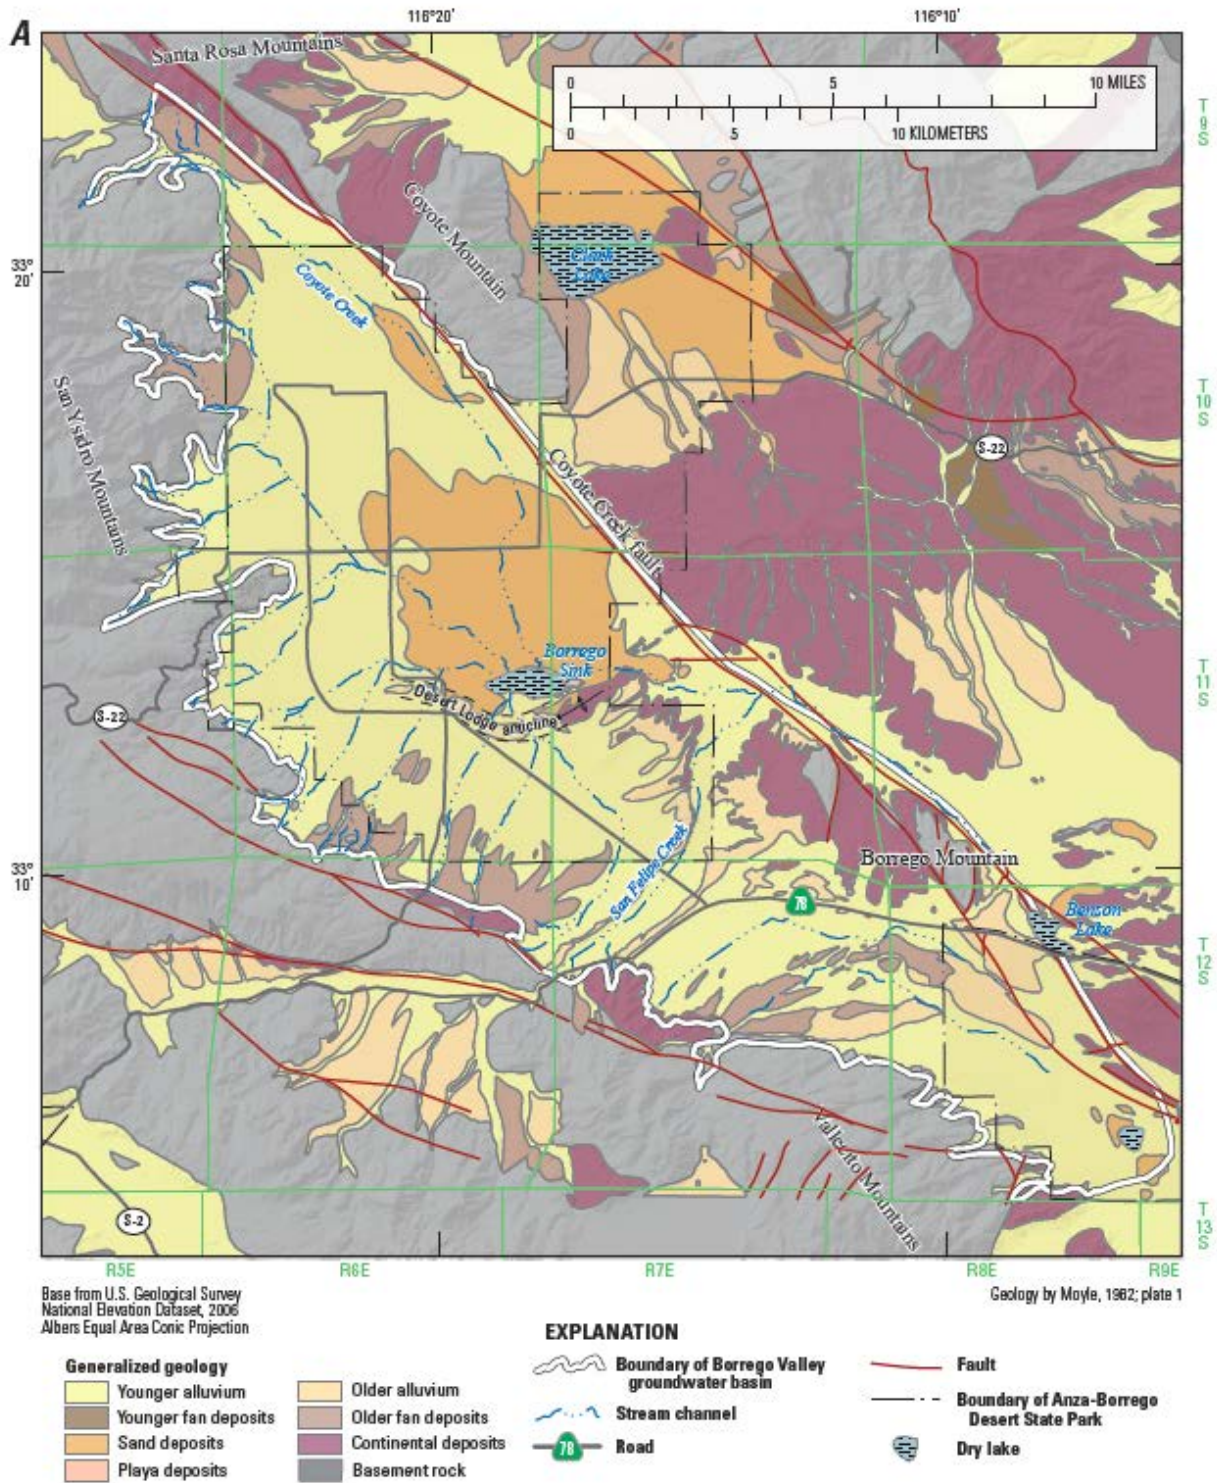 A
116°20'
116°10'
Santa Rosa Mountains
0 5 10 MILES
0 5 10 KILOMETERS
T
9
S
Coyote Mountain
Clark
Lake
33°
20'
Coyote Creek
San Ysidro Mountains
T
10
S
S-22
Coyote Creek fault
Borrego
Sink
T
11
S
S-22
Desert Lodge anticline
33°
10'
Borrego Mountain
San Felipe Creek
78
Benson
Lake
T
12
S
Vallecito Mountains
S-2
T
13
S
R5E R6E R7E R8E R9E
Base from U.S. Geological Survey
National Elevation Dataset, 2006
Albers Equal Area Conic Projection
Geology by Moyle, 1982; plate 1
EXPLANATION
Generalized geology
Younger alluvium
Younger fan deposits
Sand deposits
Playa deposits
Older alluvium
Older fan deposits
Continental deposits
Basement rock
Boundary of Borrego Valley
groundwater basin
Stream channel
78 Road
Fault
Boundary of Anza-Borrego
Desert State Park
Dry lake